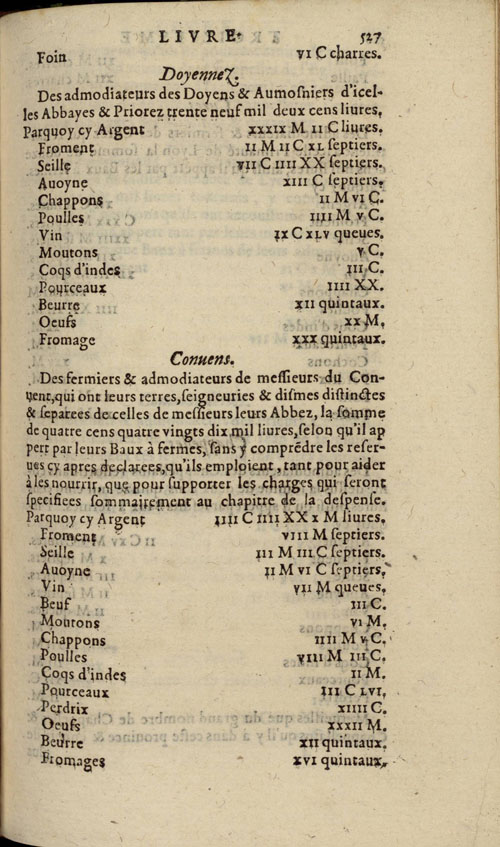 LIVRE. 527
Foin VI C charres.
Doyennez.
Des admodiateurs des Doyens & Aumosniers d'icel-
les Abbayes & Priorez trente neuf mil deux cens liures,
Parquoy cy Argent XXXIX M II C liures.
Froment II M II C XL septiers.
Seille VII C IIII XX septiers.
Auoyne XIII C septiers.
Chappons II M VI C.
Poulles IIII M V C.
Vin IX C XLV queues.
Moutons V C.
Coqs d'indes III C.
Pourceaux IIII XX.
Beurre XII quintaux.
Oeufs XX M.
Fromage XXX quintaux.
Conuens.
Des fermiers & admodiateurs de messieurs du Con-
uent, qui ont leurs terres, seigneuries & dismes distinctes
& separees de celles de messieurs leurs Abbez, la somme
de quatre cens quatre vingts dix mil liures, selon qu'il ap
pert par leurs Baux à fermes, sans y comprēdre les reser-
ues cy apres declarees, qu'ils emploient, tant pour aider
à les nourrir, que pour supporter les charges qui seront
specifiees sommairement au chapitre de la despense.
Parquoy cy Argent IIII C IIII XX X M liures.
Froment VIII M septiers.
Seille III M III C septiers.
Auoyne II M VI C septiers,
Vin VII M queues.
Beuf III C.
Moutons VI M.
Chappons IIII M V C.
Poulles VIII M III C.
Coqs d'indes II M.
Pourceaux III C LVI.
Perdrix XIIII C.
Oeufs XXXII M.
Beurre XII quintaux.
Fromages XVI quintaux.